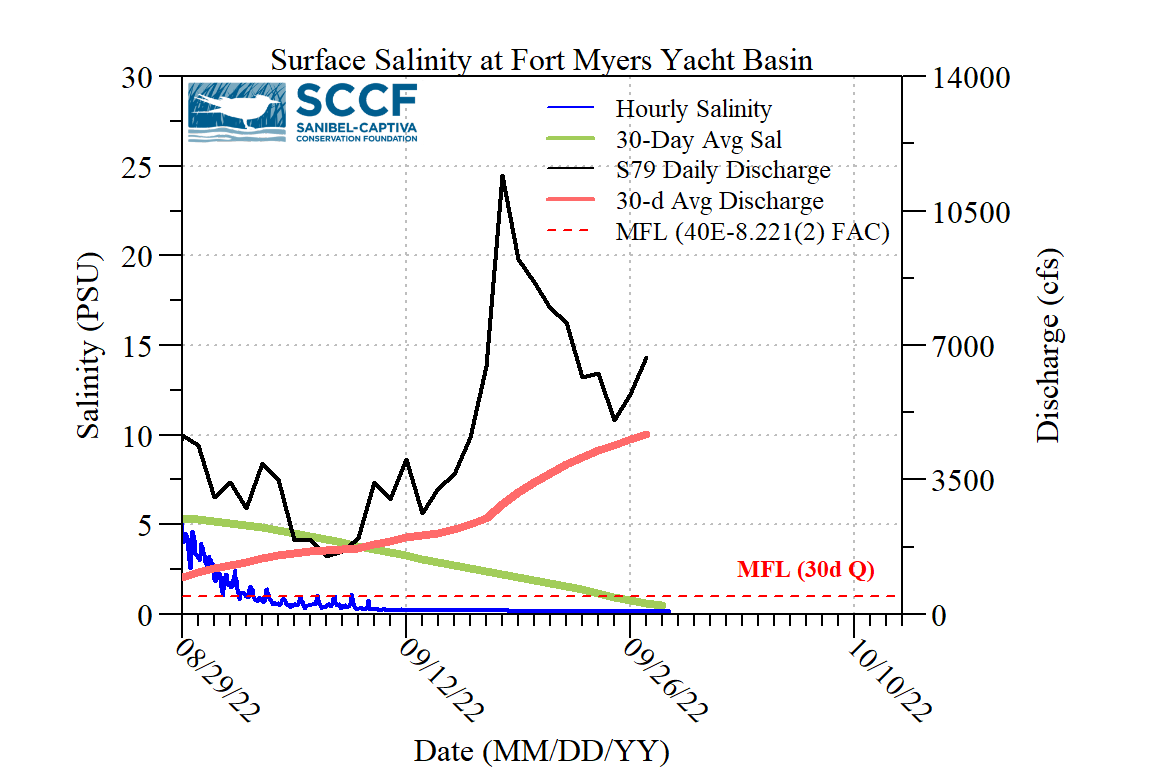 Surface Salinity at Fort Myers Yacht Basin
SCCF
SANIBEL-CAPTIVA
CONSERVATION FOUNDATION
Hourly Salinity
30-Day Avg Sal
S79 Daily Discharge
30-d Avg Discharge
MFL (40E-8.221(2) FAC)
Salinity (PSU)
30
25
20
15
10
5
0
14000
10500
7000
3500
0
Discharge (cfs)
MFL (30d Q)
08/29/22
09/12/22
09/26/22
10/10/22
Date (MM/DD/YY)